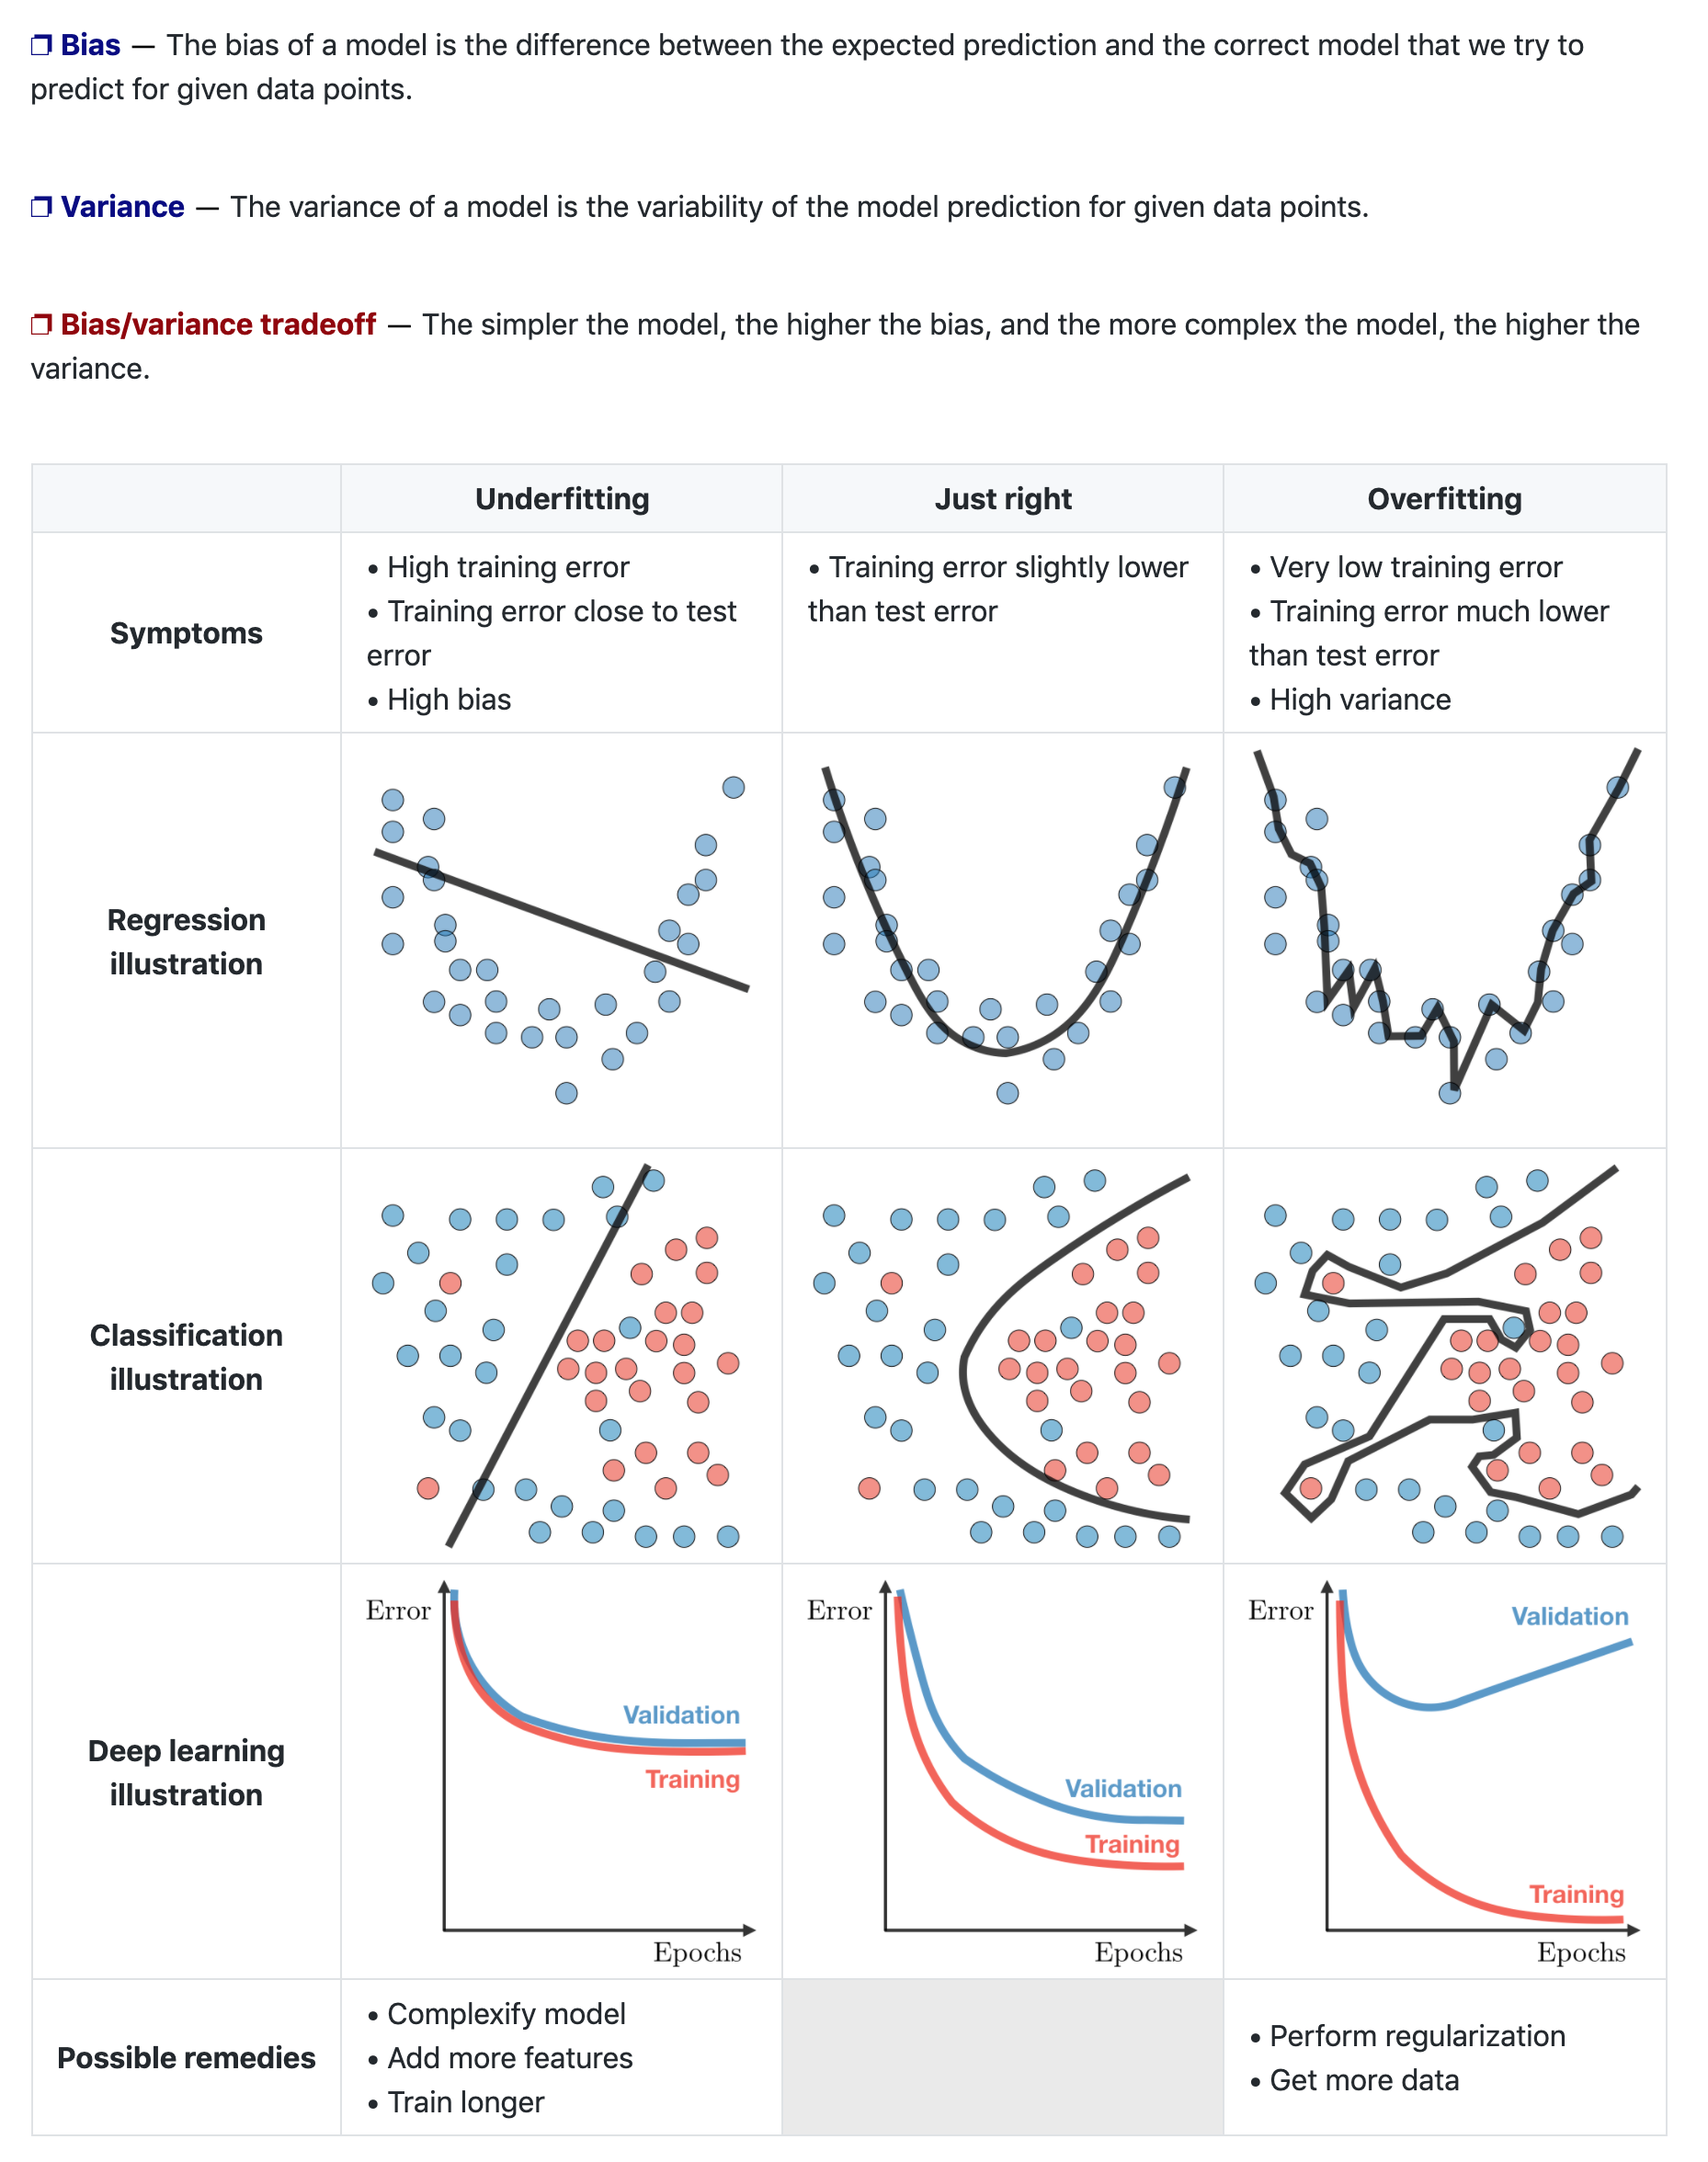 ❐ Bias — The bias of a model is the difference between the expected prediction and the correct model that we try to
predict for given data points.
❐ Variance — The variance of a model is the variability of the model prediction for given data points.
❐ Bias/variance tradeoff — The simpler the model, the higher the bias, and the more complex the model, the higher the
variance.
Underfitting
Just right
Overfitting
Symptoms
• High training error
• Training error close to test
error
• High bias
• Training error slightly lower
than test error
• Very low training error
• Training error much lower
than test error
• High variance
Regression
illustration
Classification
illustration
Deep learning
illustration
Error
Validation
Training
Epochs
Error
Validation
Training
Epochs
Error
Validation
Training
Epochs
Possible remedies
• Complexify model
• Add more features
• Train longer
• Perform regularization
• Get more data